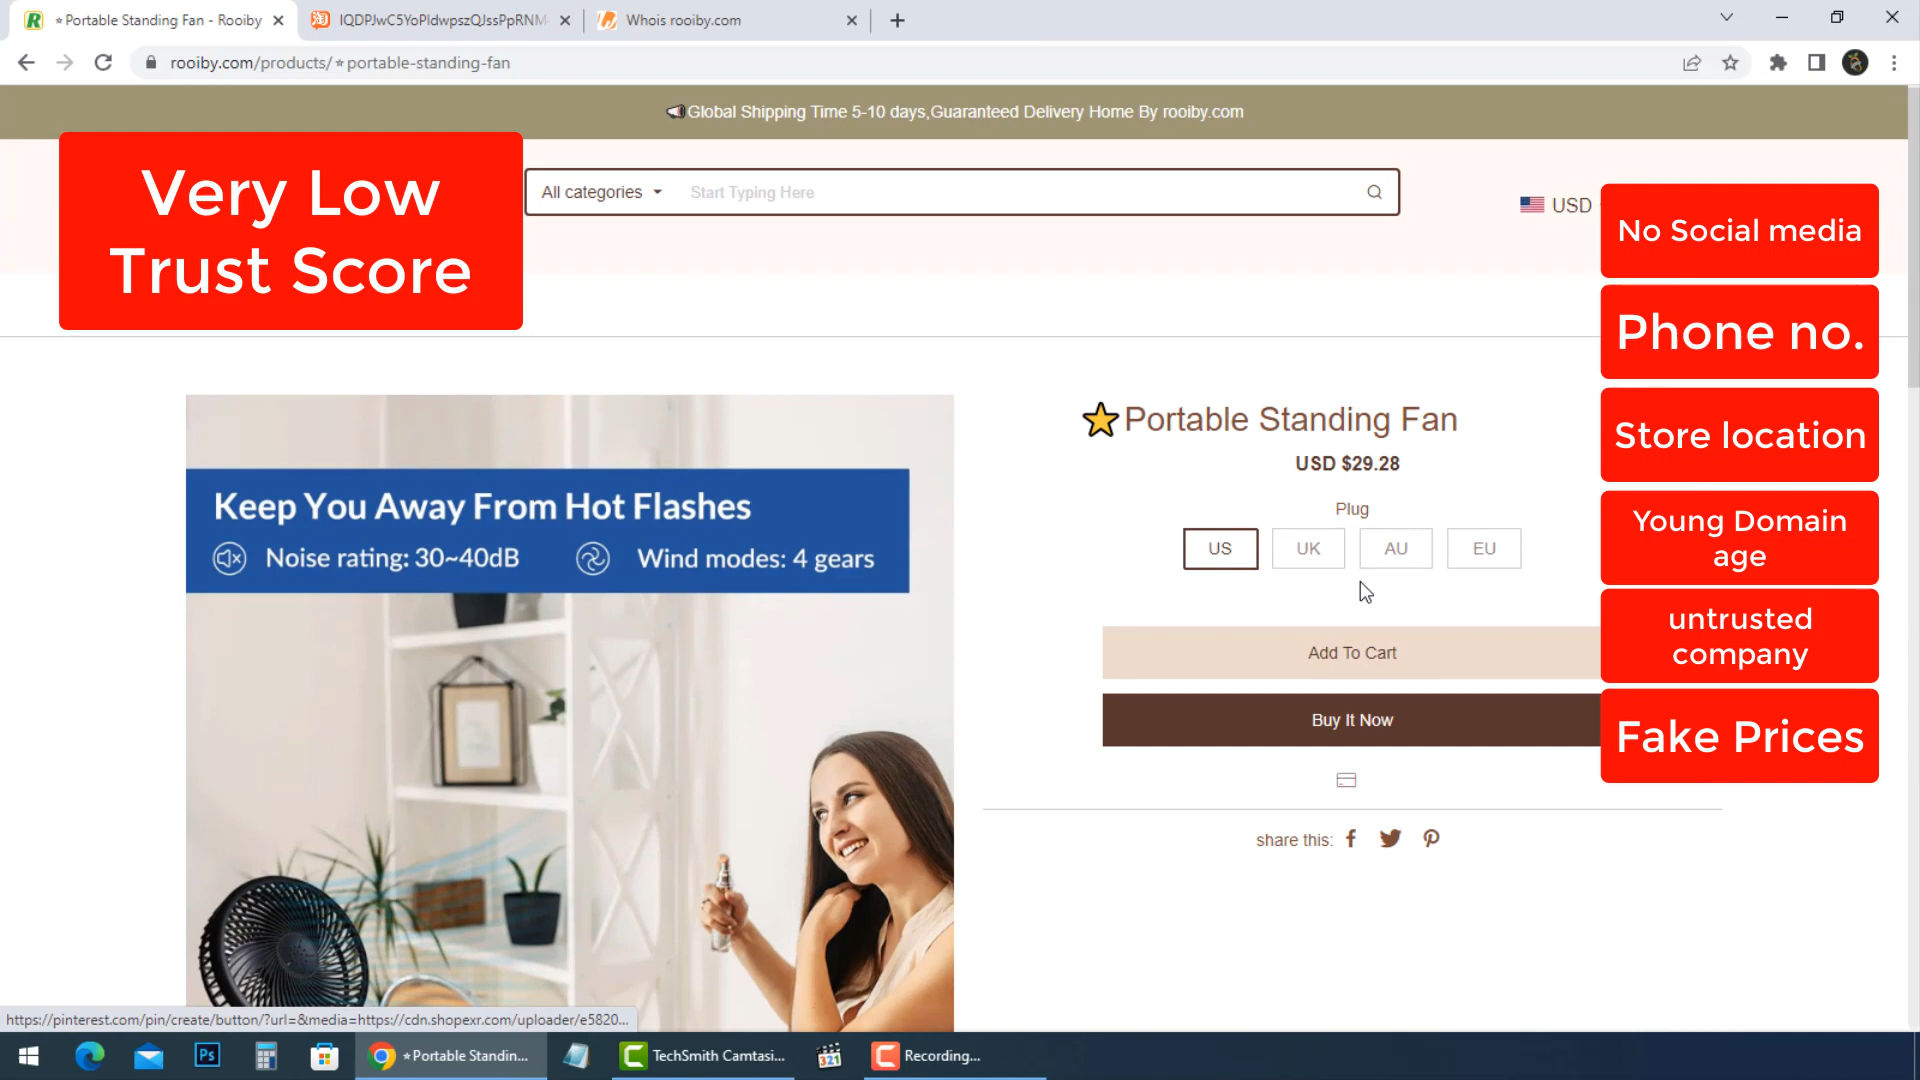 ⭐Portable Standing Fan - Rooiby
IQDPJwC5YoPIdwpszQJssPpRNM
Whois rooiby.com
rooiby.com/products/⭐portable-standing-fan
📢Global Shipping Time 5-10 days,Guaranteed Delivery Home By rooiby.com
Very Low
Trust Score
All categories
Start Typing Here
USD
No Social media
Phone no.
Store location
Young Domain
age
untrusted
company
Fake Prices
Keep You Away From Hot Flashes
Noise rating: 30~40dB
Wind modes: 4 gears
⭐Portable Standing Fan
USD $29.28
Plug
US
UK
AU
EU
Add To Cart
Buy It Now
share this:
https://pinterest.com/pin/create/button/?url=&media=https://cdn.shopexr.com/uploader/e5820...
Ps
⭐Portable Standin...
TechSmith Camtasi...
321
Recording...